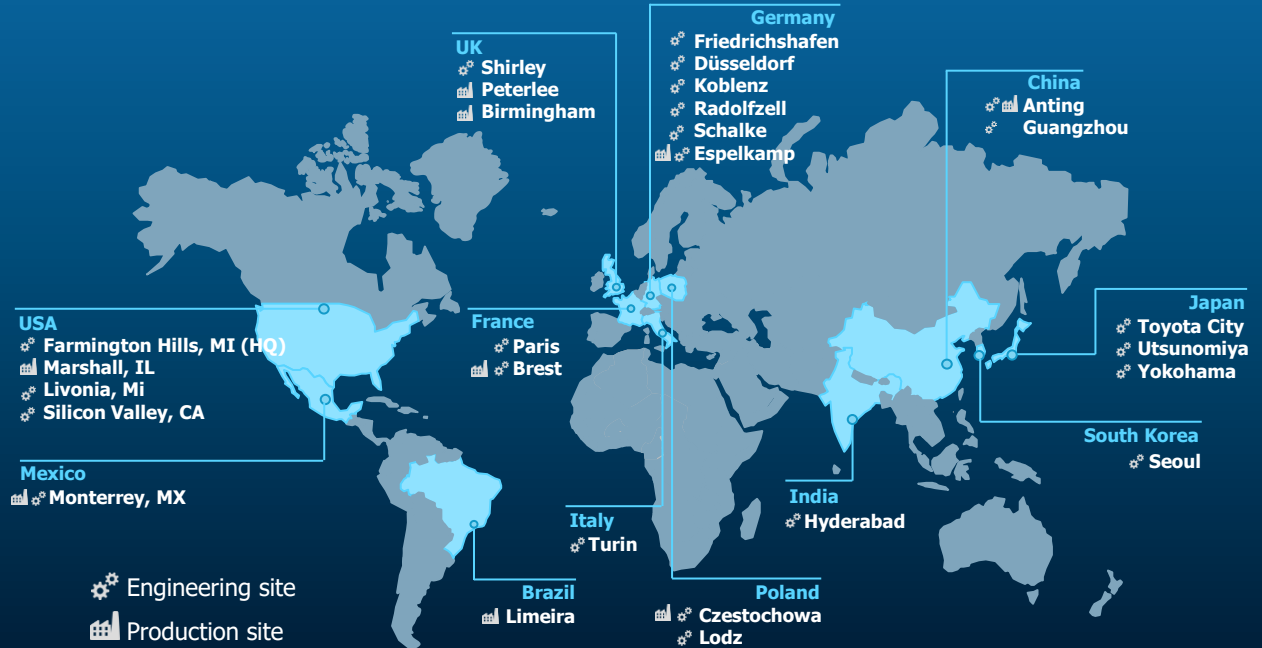 Germany
Friedrichshafen
Düsseldorf
Koblenz
Radolfzell
Schalke
Espelkamp
UK
Shirley
Peterlee
Birmingham
China
Anting
Guangzhou
USA
Farmington Hills, MI (HQ)
Marshall, IL
Livonia, Mi
Silicon Valley, CA
France
Paris
Brest
Japan
Toyota City
Utsunomiya
Yokohama
South Korea
Seoul
Mexico
Monterrey, MX
India
Hyderabad
Italy
Turin
Brazil
Limeira
Poland
Czestochowa
Lodz
Engineering site
Production site